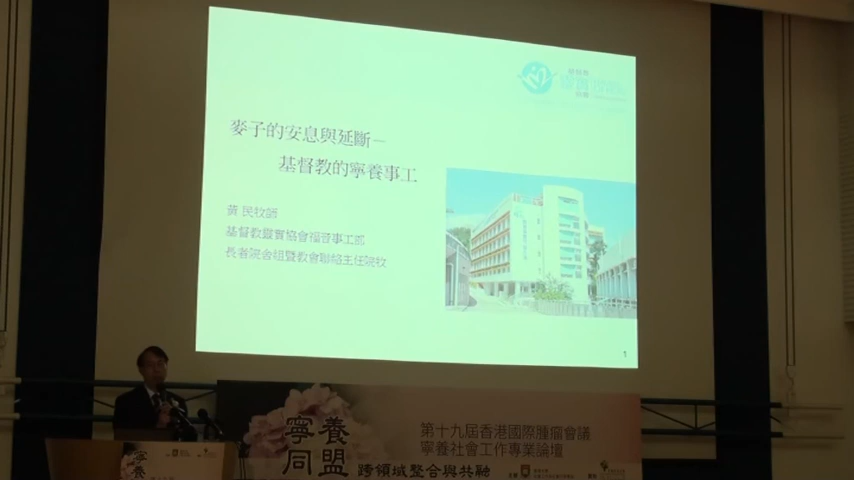 麥子的安息與延斷—
基督教的寧養事工
黃 民牧師
基督教靈實協會福音事工部
長者院舍組暨教會聯絡主任院牧
1
寧養
同盟
第十九屆香港國際腫瘤會議
寧養社會工作專業論壇
跨領域整合與共融
寧養